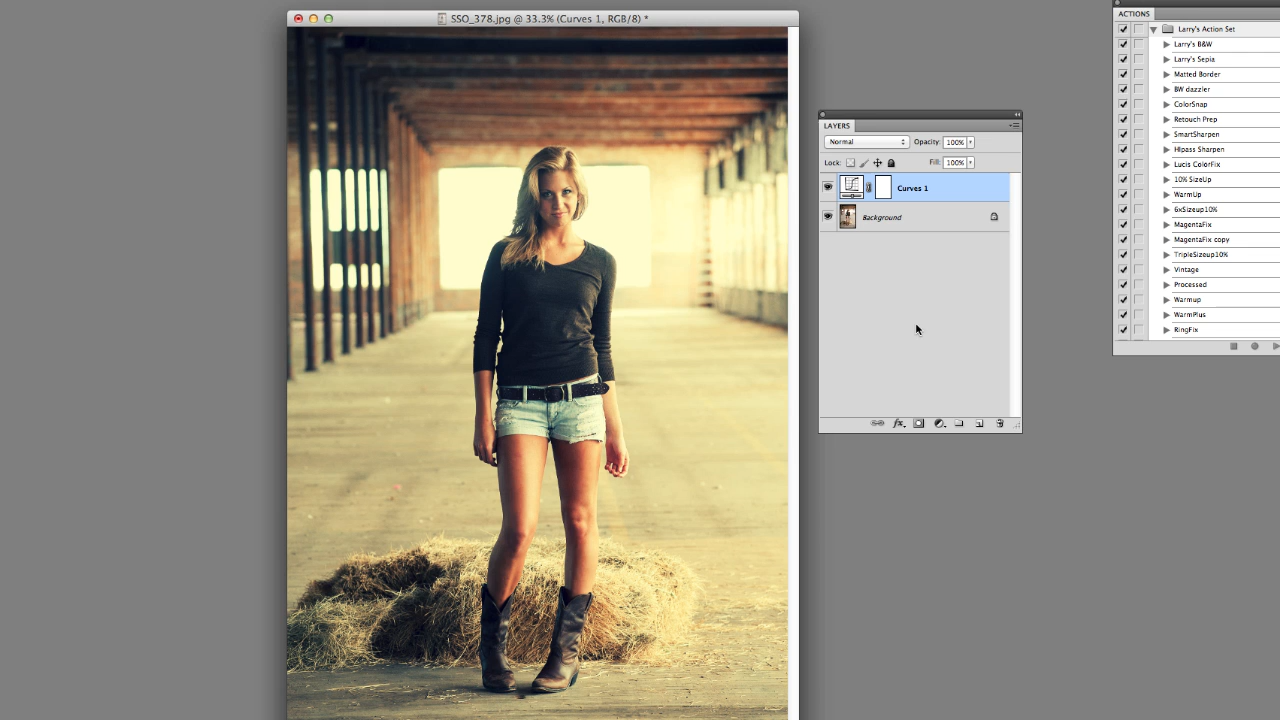 SSO_378.jpg @ 33.3% (Curves 1, RGB/8) *
LAYERS
Normal
Opacity: 100%
Lock:
Fill: 100%
Curves 1
Background
fx
ACTIONS
Larry's Action Set
Larry's B&W
Larry's Sepia
Matted Border
BW dazzler
ColorSnap
Retouch Prep
SmartSharpen
HIpass Sharpen
Lucis ColorFix
10% SizeUp
WarmUp
6xSizeup10%
MagentaFix
MagentaFix copy
TripleSizeup10%
Vintage
Processed
Warmup
WarmPlus
RingFix